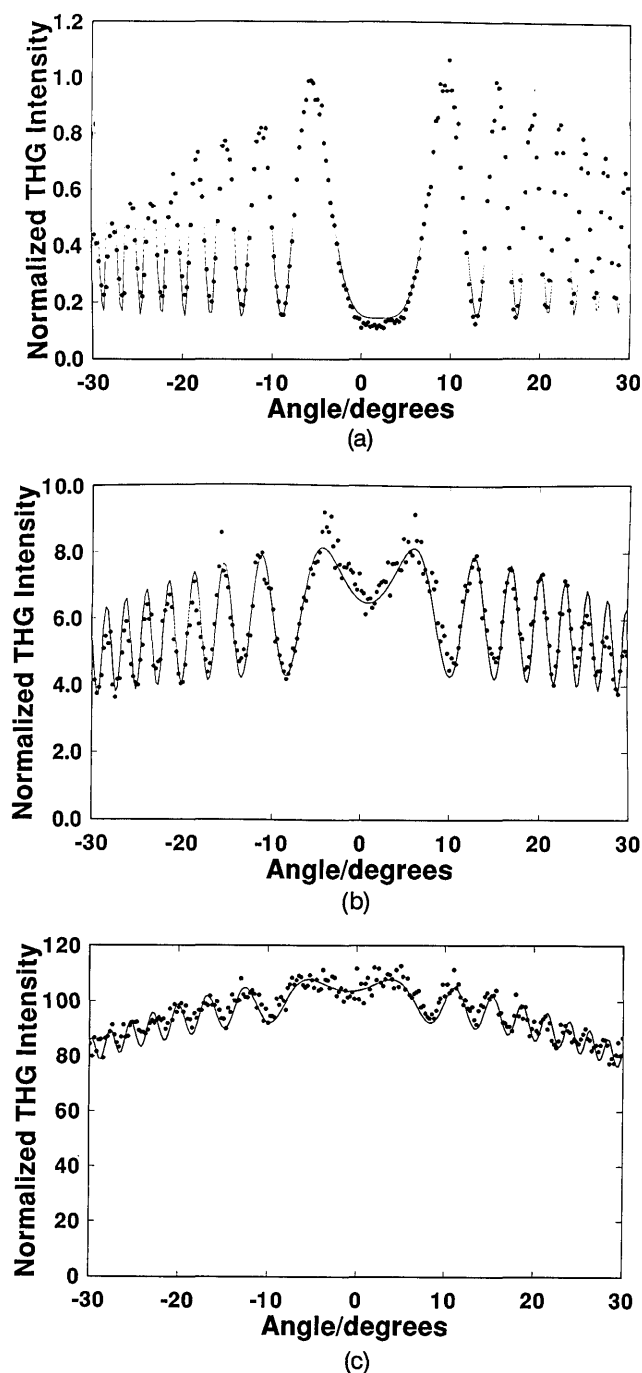 Normalized THG Intensity
1.2
1.0
0.8
0.6
0.4
0.2
0.0
-30 -20 -10 0 10 20 30
Angle/degrees
(a)
Normalized THG Intensity
10.0
8.0
6.0
4.0
2.0
0.0
-30 -20 -10 0 10 20 30
Angle/degrees
(b)
Normalized THG Intensity
120
100
80
60
40
20
0
-30 -20 -10 0 10 20 30
Angle/degrees
(c)